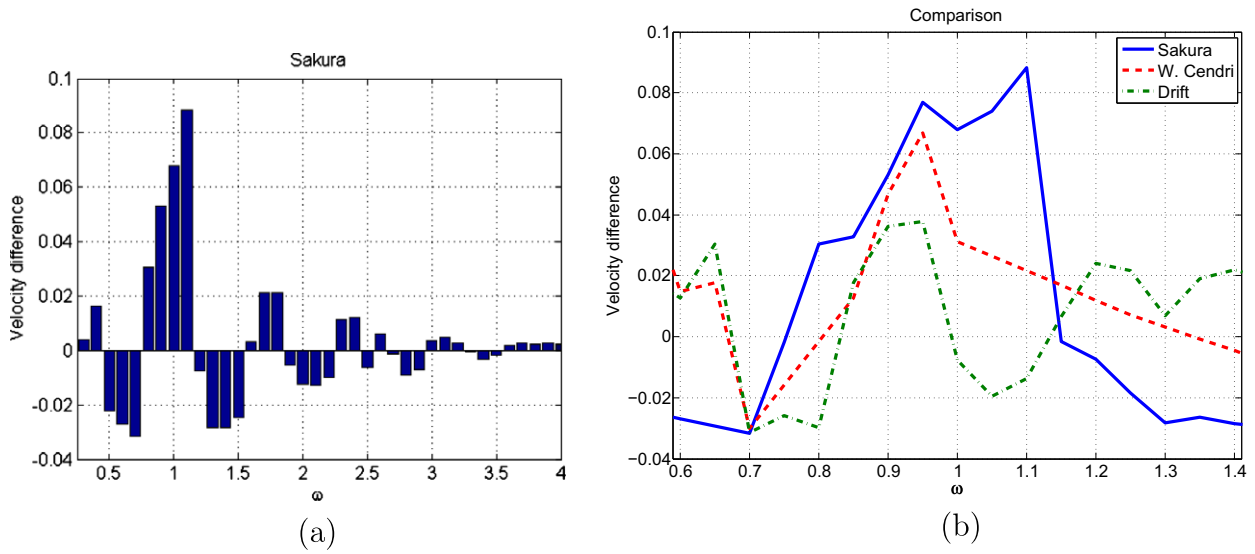 Sakura
0.1
0.08
0.06
0.04
0.02
0
-0.02
-0.04
Velocity difference
0.5 1 1.5 2 2.5 3 3.5 4
ω
(a)
Comparison
0.1
0.08
0.06
0.04
0.02
0
−0.02
−0.04
Velocity difference
Sakura
W. Cendri
Drift
0.6 0.7 0.8 0.9 1 1.1 1.2 1.3 1.4
ω
(b)